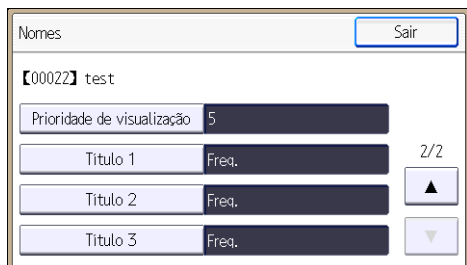 Nomes
Sair
【00022】 test
Prioridade de visualização 5
Título 1 Freq.
2/2
Título 2 Freq.
Título 3 Freq.